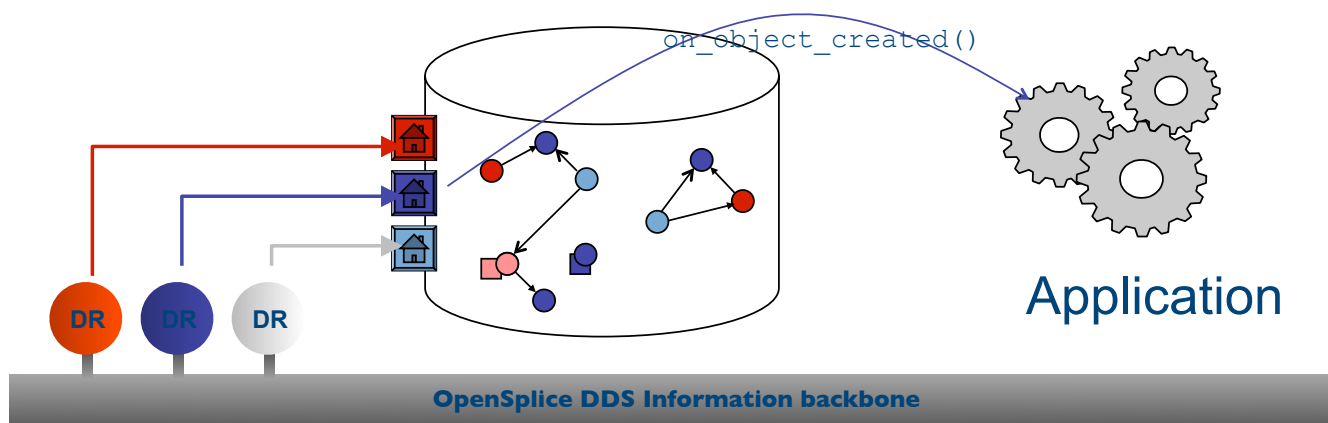 on_object_created()
Application
DR DR DR
OpenSplice DDS Information backbone